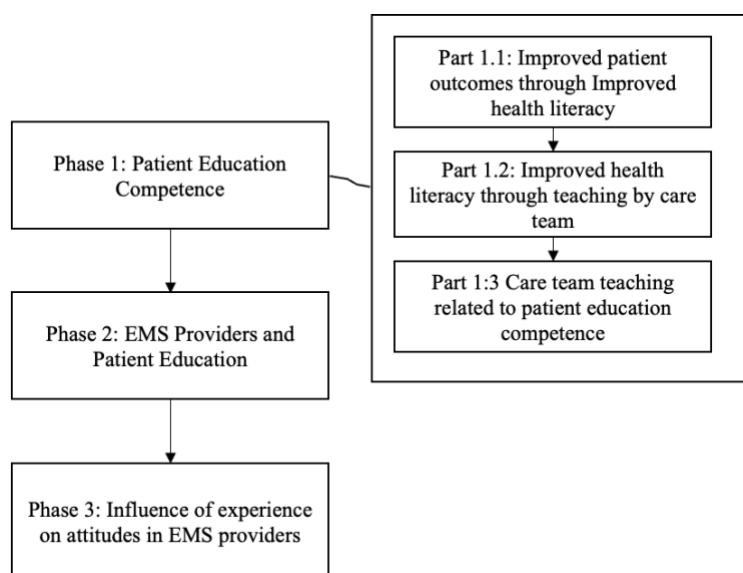 Phase 1: Patient Education
Competence
Phase 2: EMS Providers and
Patient Education
Phase 3: Influence of experience
on attitudes in EMS providers
Part 1.1: Improved patient
outcomes through Improved
health literacy
Part 1.2: Improved health
literacy through teaching by care
team
Part 1:3 Care team teaching
related to patient education
competence